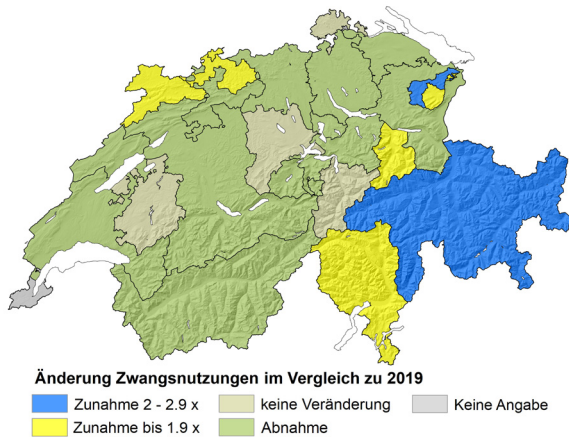 Änderung Zwangsnutzungen im Vergleich zu 2019
Zunahme 2 - 2.9 x keine Veränderung Keine Angabe
Zunahme bis 1.9 x Abnahme